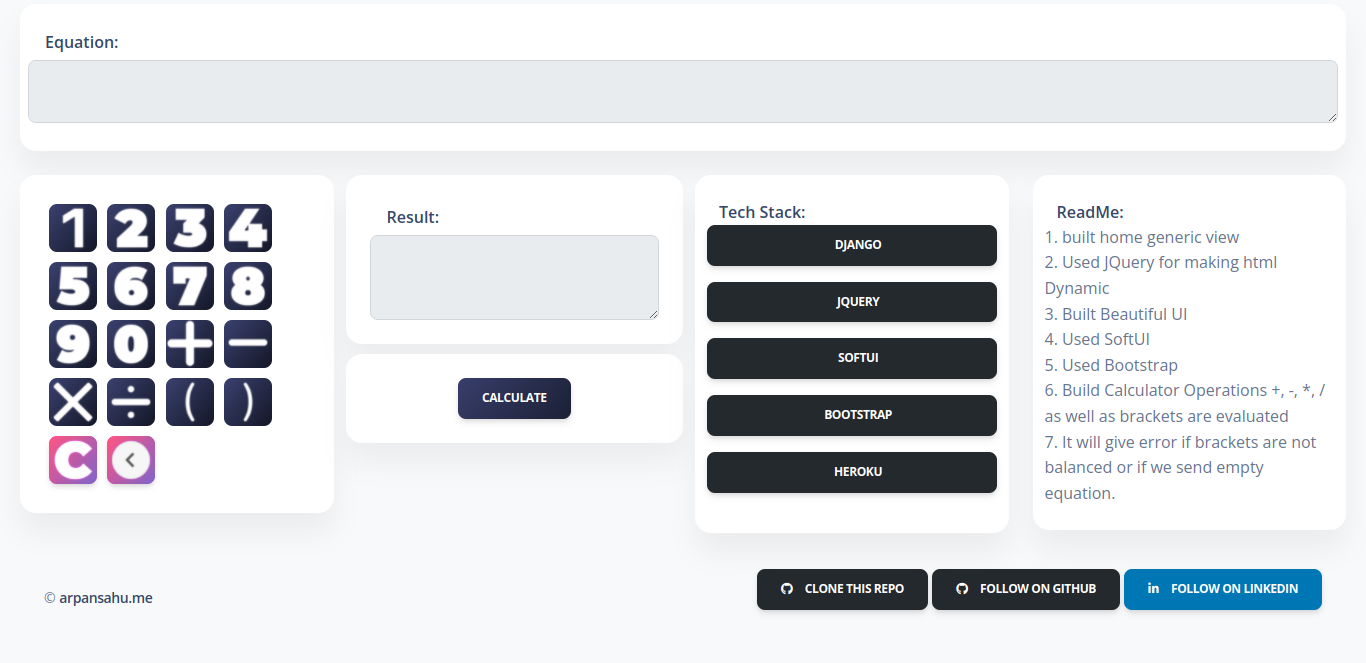 Equation:
1 2 3 4
5 6 7 8
9 0 + −
× ÷ ( )
C <
Result:
CALCULATE
Tech Stack:
DJANGO
JQUERY
SOFTUI
BOOTSTRAP
HEROKU
ReadMe:
1. built home generic view
2. Used JQuery for making html
Dynamic
3. Built Beautiful UI
4. Used SoftUI
5. Used Bootstrap
6. Build Calculator Operations +, -, *, /
as well as brackets are evaluated
7. It will give error if brackets are not
balanced or if we send empty
equation.
© arpansahu.me
CLONE THIS REPO
FOLLOW ON GITHUB
in FOLLOW ON LINKEDIN